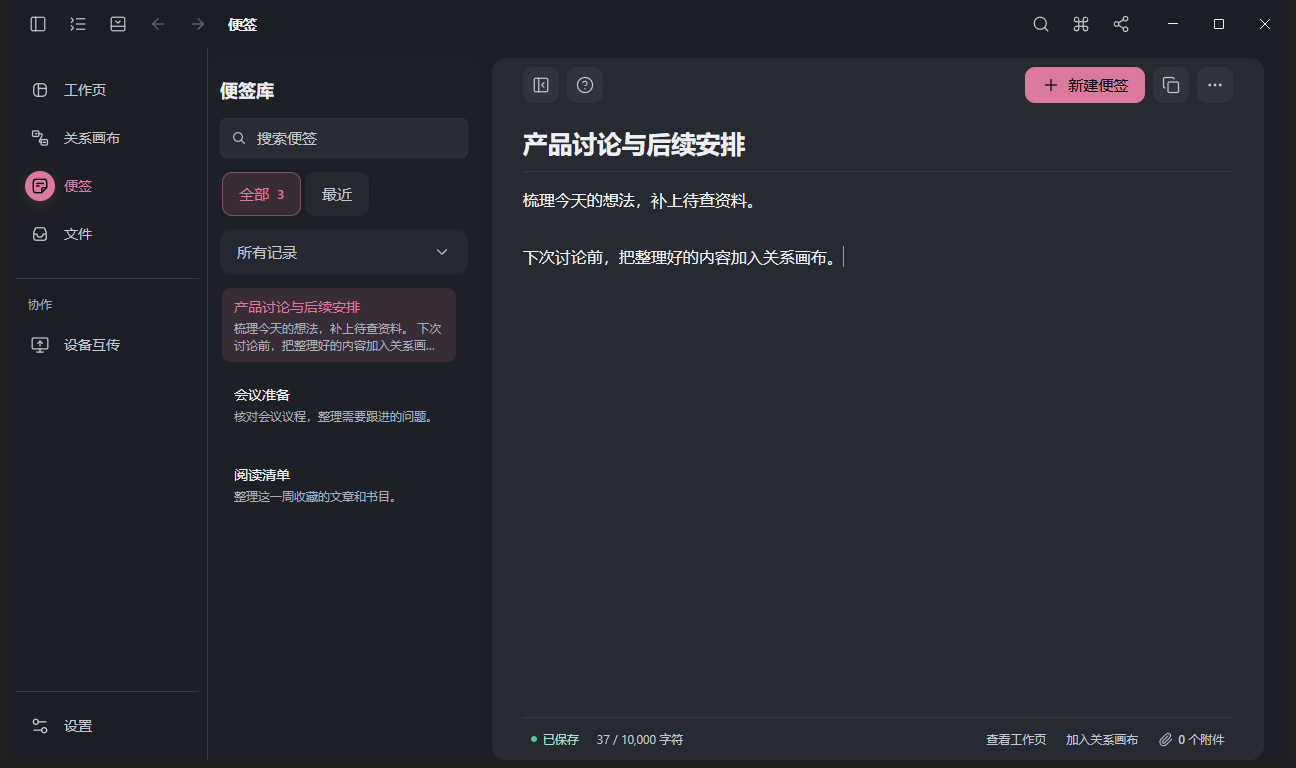 便签
工作页
关系画布
便签
文件
协作
设备互传
设置
便签库
搜索便签
全部 3
最近
所有记录
产品讨论与后续安排
梳理今天的想法，补上待查资料。 下次
讨论前，把整理好的内容加入关系画...
会议准备
核对会议议程，整理需要跟进的问题。
阅读清单
整理这一周收藏的文章和书目。
新建便签
产品讨论与后续安排
梳理今天的想法，补上待查资料。
下次讨论前，把整理好的内容加入关系画布。
已保存
37 / 10,000 字符
查看工作页
加入关系画布
0 个附件